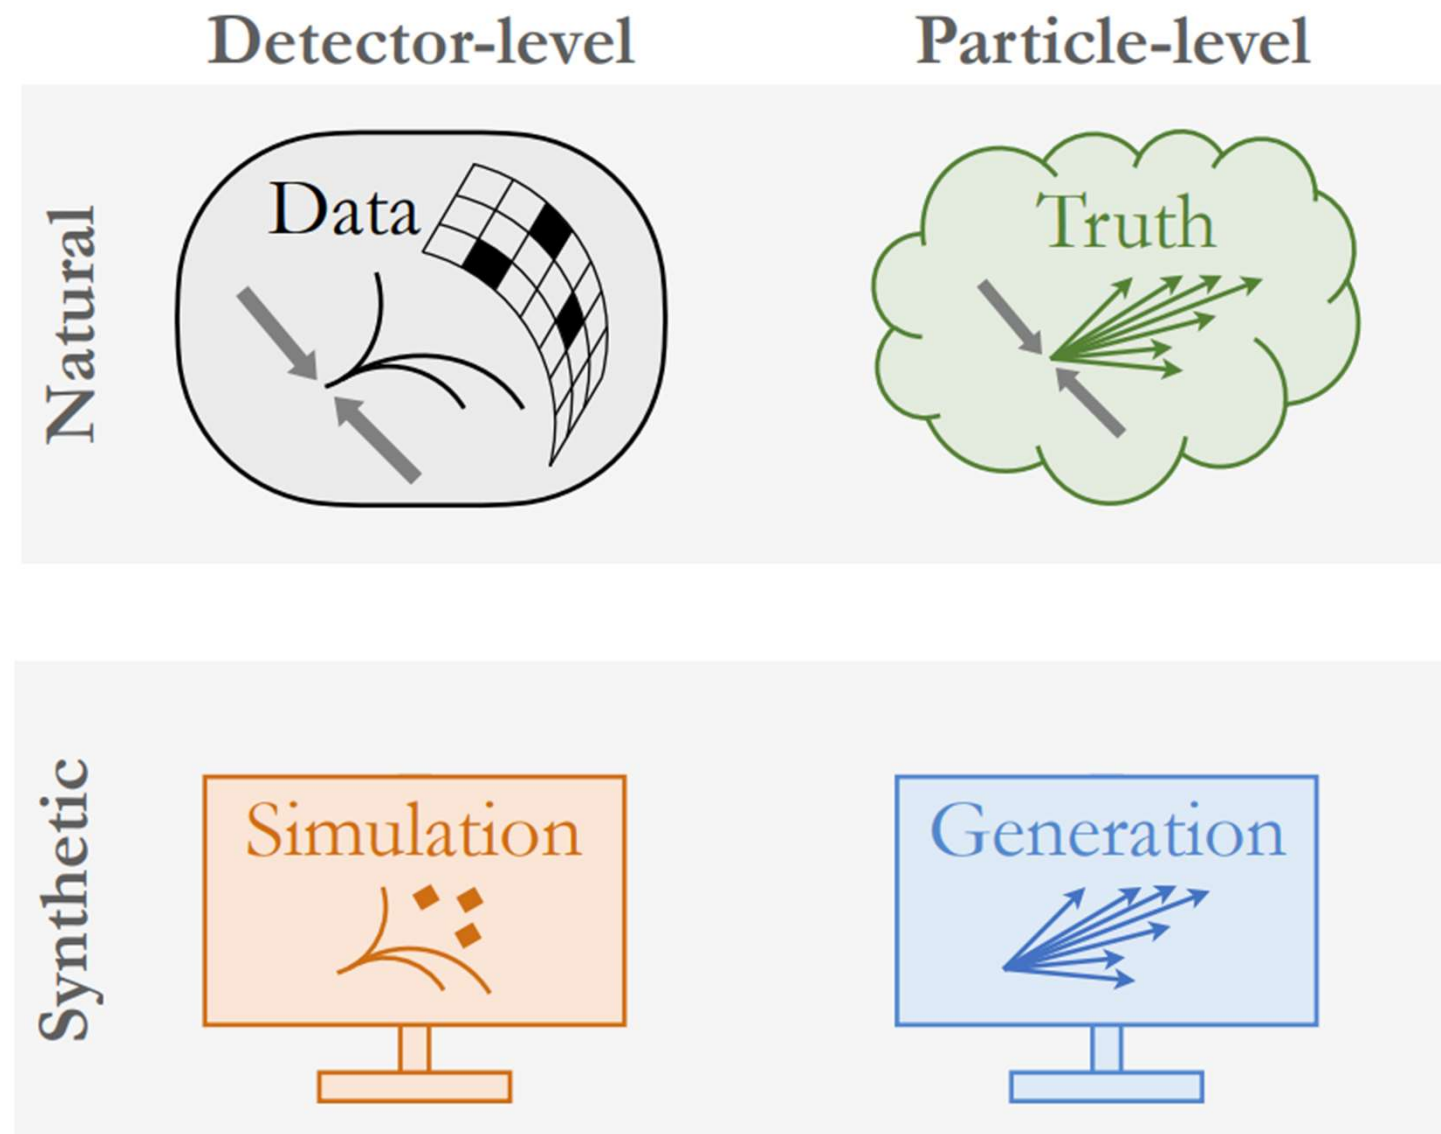 Detector-level
Particle-level
Natural
Data
Truth
Synthetic
Simulation
Generation